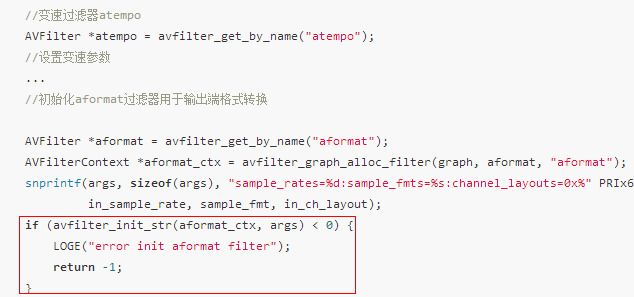 //变速过滤器atempo
AVFilter *atempo = avfilter_get_by_name("atempo");
//设置变速参数
...
//初始化aformat过滤器用于输出端格式转换
AVFilter *aformat = avfilter_get_by_name("aformat");
AVFilterContext *aformat_ctx = avfilter_graph_alloc_filter(graph, aformat, "aformat");
snprintf(args, sizeof(args), "sample_rates=%d:sample_fmts=%s:channel_layouts=0x%" PRIx6
in_sample_rate, sample_fmt, in_ch_layout);
if (avfilter_init_str(aformat_ctx, args) < 0) {
LOGE("error init aformat filter");
return -1;
}